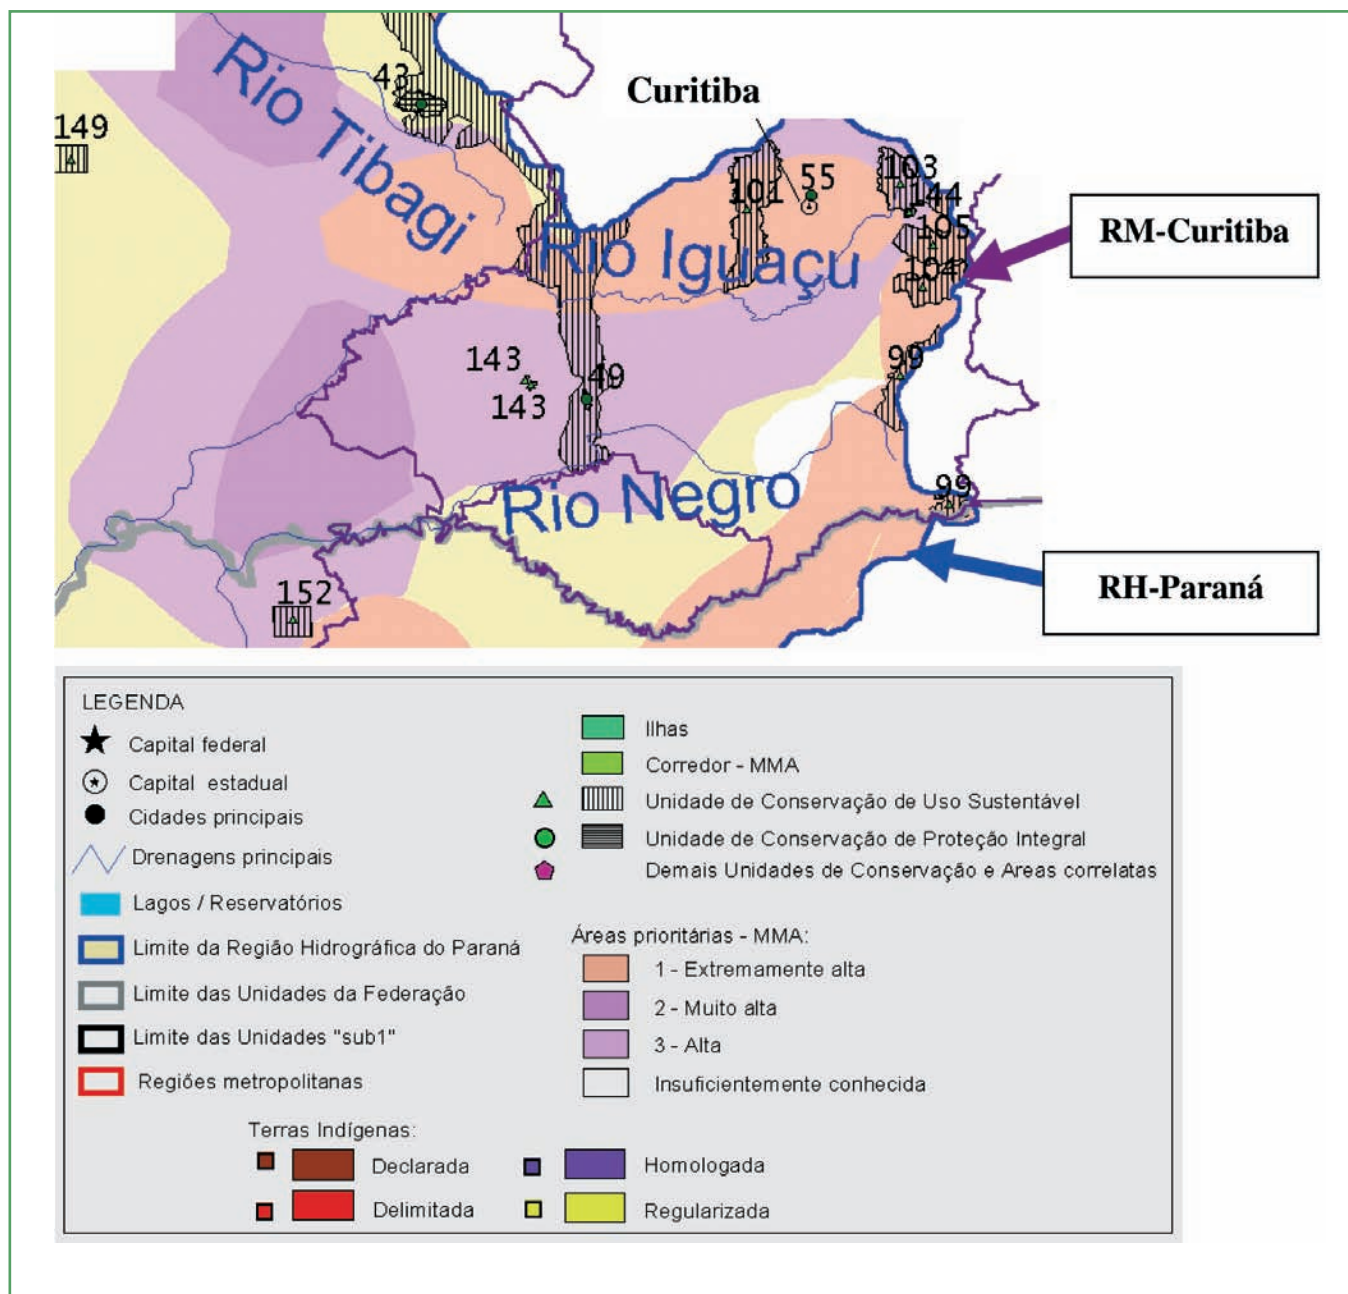 43
149
Rio Tibagi
Curitiba
101
55
103
144
105
104
RM-Curitiba
Rio Iguaçu
143
143
49
99
Rio Negro
99
152
RH-Paraná
LEGENDA
Capital federal
Capital estadual
Cidades principais
Drenagens principais
Lagos / Reservatórios
Limite da Região Hidrográfica do Paraná
Limite das Unidades da Federação
Limite das Unidades "sub1"
Regiões metropolitanas
Ilhas
Corredor - MMA
Unidade de Conservação de Uso Sustentável
Unidade de Conservação de Proteção Integral
Demais Unidades de Conservação e Areas correlatas
Áreas prioritárias - MMA:
1 - Extremamente alta
2 - Muito alta
3 - Alta
Insuficientemente conhecida
Terras Indígenas:
Declarada
Delimitada
Homologada
Regularizada